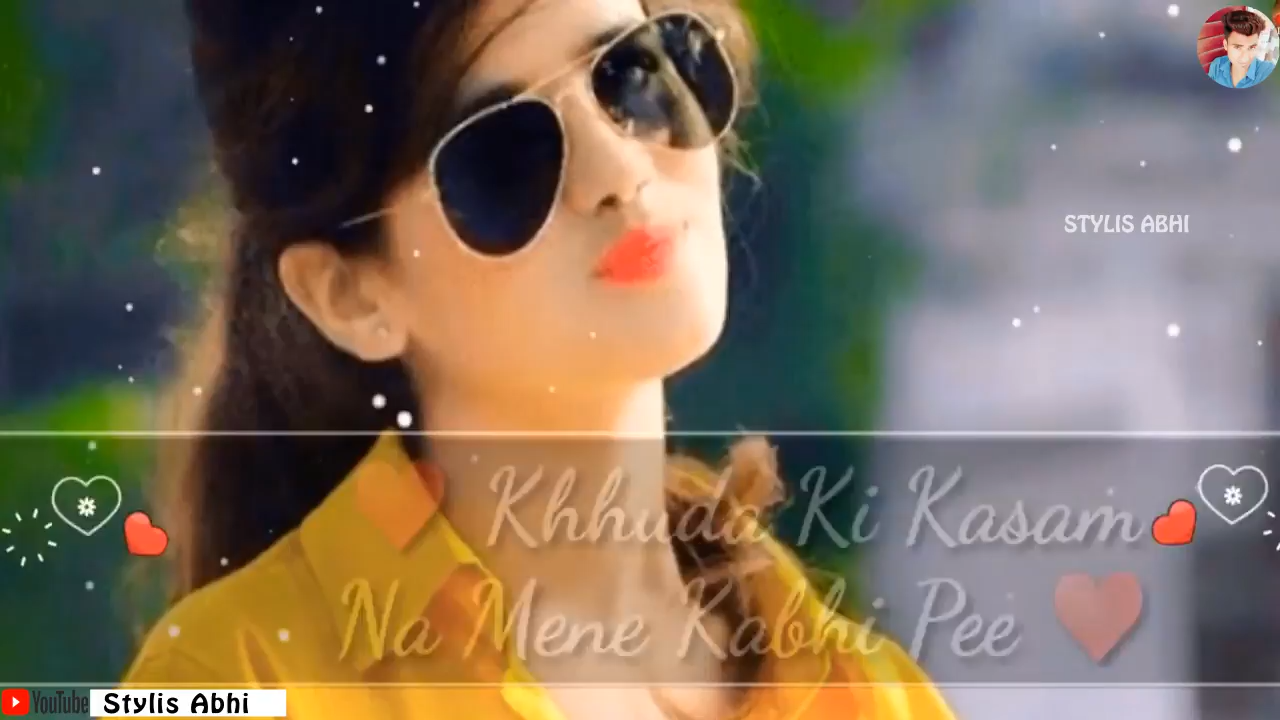 STYLIS ABHI
Khhuda Ki Kasam
Na Mene Kabhi Pee
YouTube Stylis Abhi